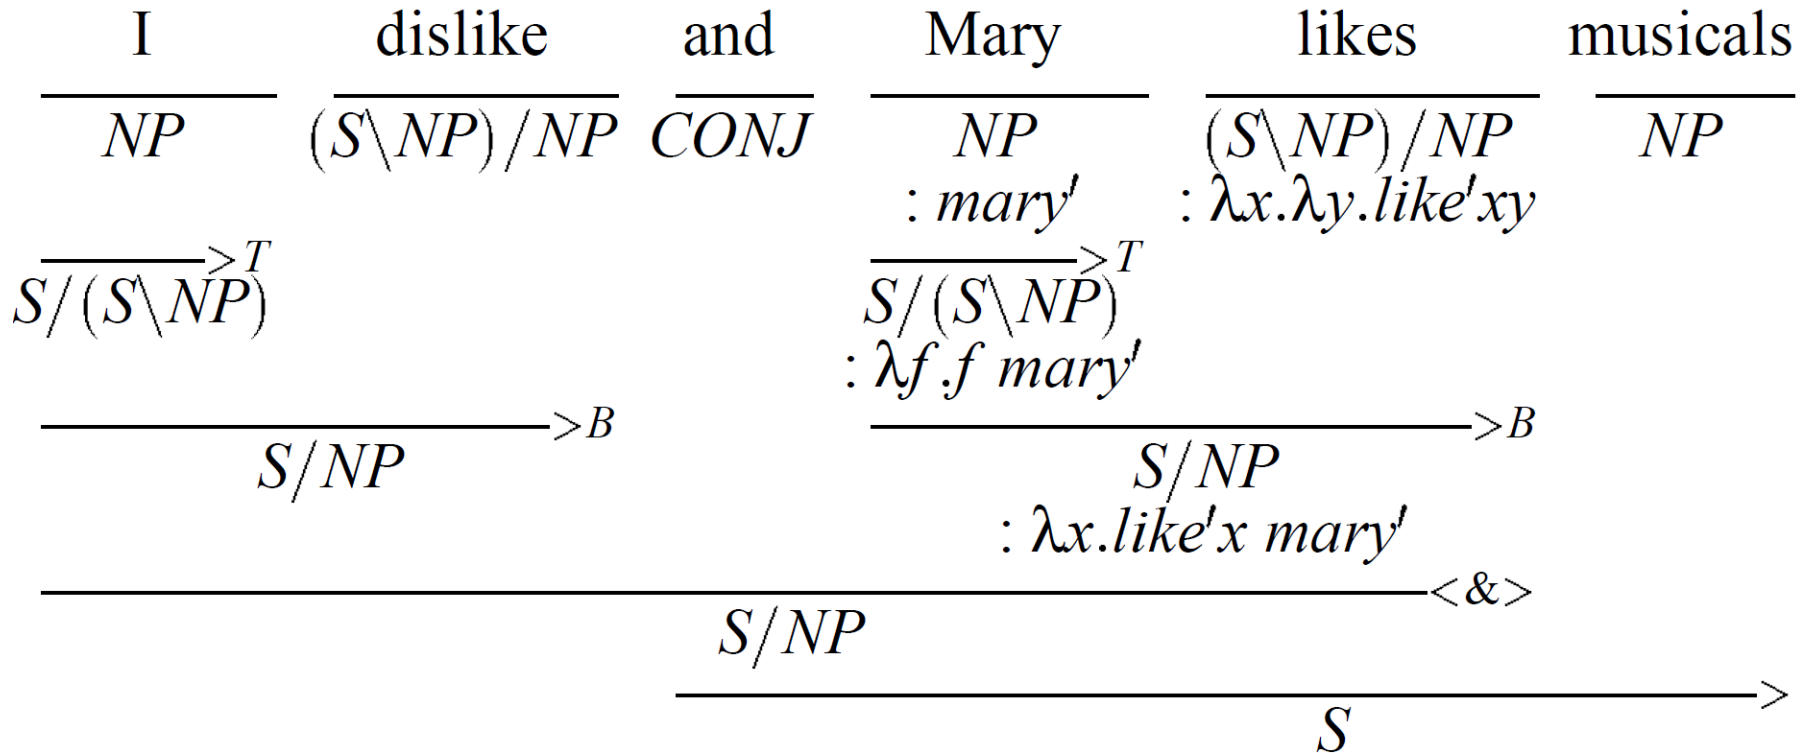 I dislike and Mary likes musicals
NP (S\NP)/NP CONJ NP (S\NP)/NP NP
: mary′ : λx.λy.like′xy
>T >T
S/(S\NP) S/(S\NP)
: λf.f mary′
>B >B
S/NP S/NP
: λx.like′x mary′
<&>
S/NP
>
S